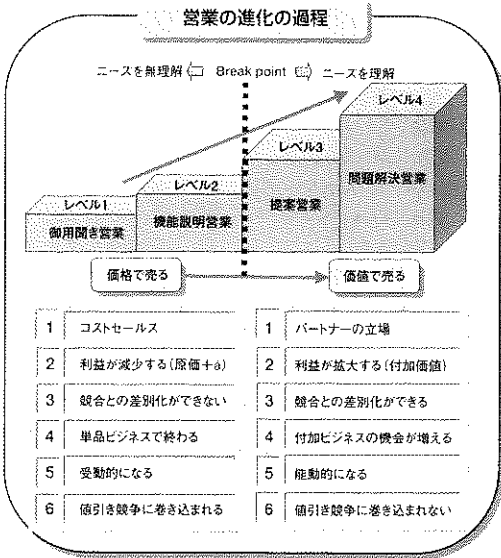 営業の進化の過程
ニーズを無理解 Break point ニーズを理解
レベル4
レベル3
レベル2
レベル1
問題解決営業
提案営業
機能説明営業
御用聞き営業
価格で売る
価値で売る
1 コストセールス
2 利益が減少する(原価+a)
3 競合との差別化ができない
4 単品ビジネスで終わる
5 受動的になる
6 値引き競争に巻き込まれる
1 パートナーの立場
2 利益が拡大する(付加価値)
3 競合との差別化ができる
4 付加ビジネスの機会が増える
5 能動的になる
6 値引き競争に巻き込まれない